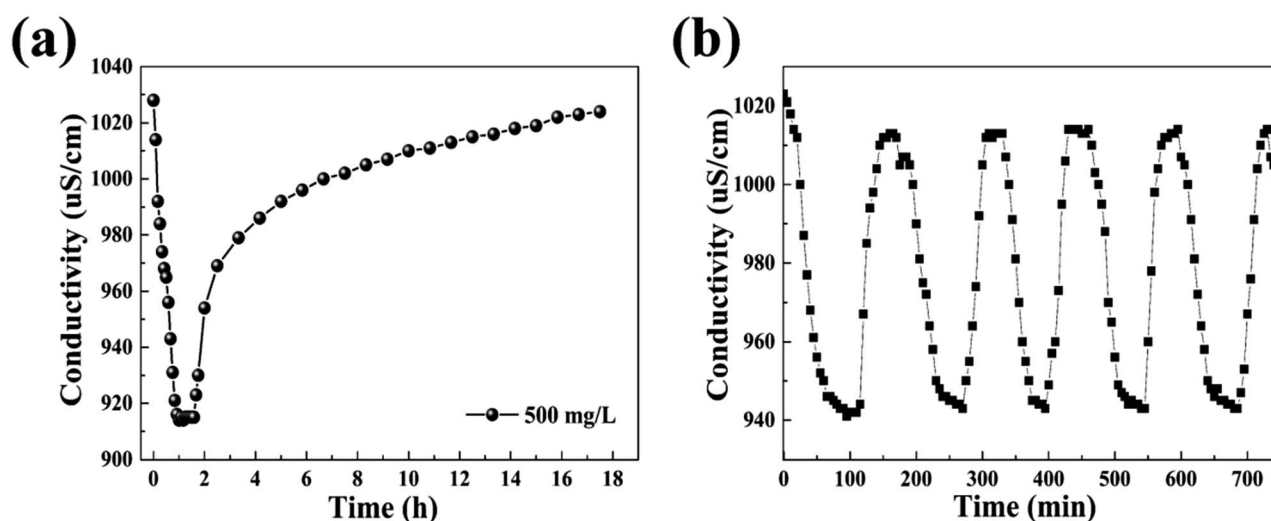 (a)
1040
1020
1000
980
960
940
920
900
Conductivity (uS/cm)
500 mg/L
0 2 4 6 8 10 12 14 16 18
Time (h)
(b)
1020
1000
980
960
940
Conductivity (uS/cm)
0 100 200 300 400 500 600 700
Time (min)